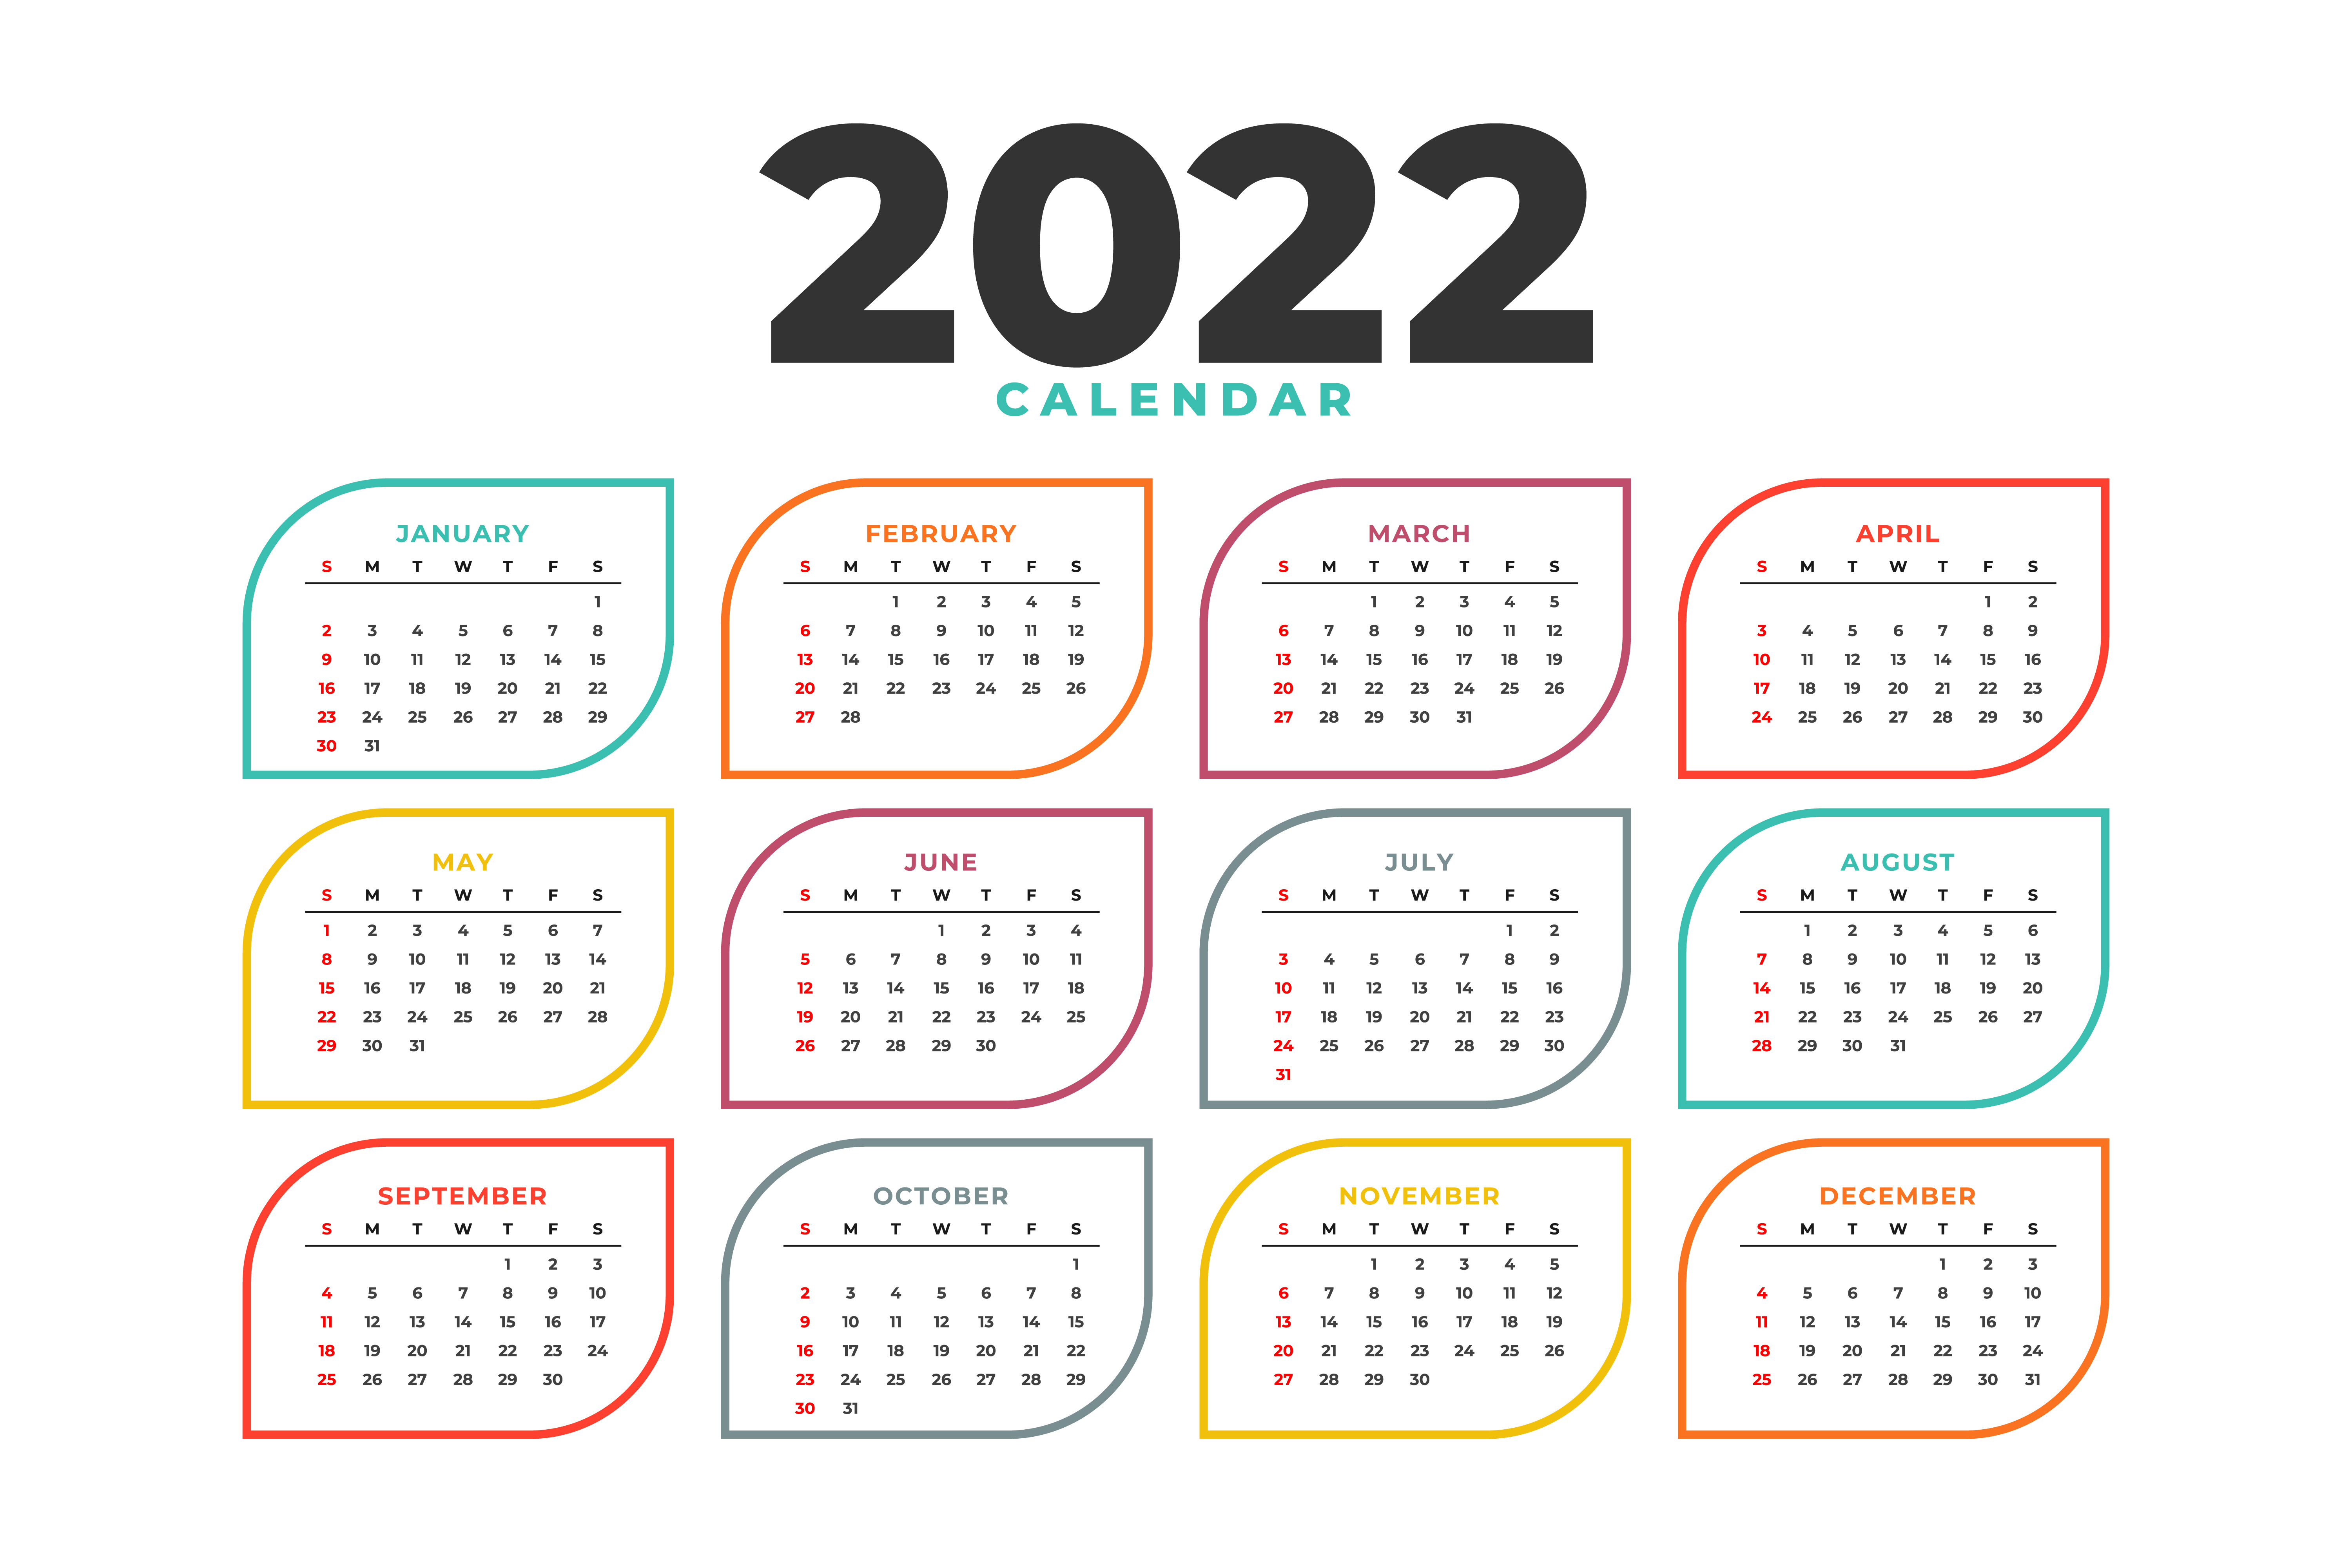 2022
CALENDAR
JANUARY
S M T W T F S
1
2 3 4 5 6 7 8
9 10 11 12 13 14 15
16 17 18 19 20 21 22
23 24 25 26 27 28 29
30 31
FEBRUARY
S M T W T F S
1 2 3 4 5
6 7 8 9 10 11 12
13 14 15 16 17 18 19
20 21 22 23 24 25 26
27 28
MARCH
S M T W T F S
1 2 3 4 5
6 7 8 9 10 11 12
13 14 15 16 17 18 19
20 21 22 23 24 25 26
27 28 29 30 31
APRIL
S M T W T F S
1 2
3 4 5 6 7 8 9
10 11 12 13 14 15 16
17 18 19 20 21 22 23
24 25 26 27 28 29 30
MAY
S M T W T F S
1 2 3 4 5 6 7
8 9 10 11 12 13 14
15 16 17 18 19 20 21
22 23 24 25 26 27 28
29 30 31
JUNE
S M T W T F S
1 2 3 4
5 6 7 8 9 10 11
12 13 14 15 16 17 18
19 20 21 22 23 24 25
26 27 28 29 30
JULY
S M T W T F S
1 2
3 4 5 6 7 8 9
10 11 12 13 14 15 16
17 18 19 20 21 22 23
24 25 26 27 28 29 30
31
AUGUST
S M T W T F S
1 2 3 4 5 6
7 8 9 10 11 12 13
14 15 16 17 18 19 20
21 22 23 24 25 26 27
28 29 30 31
SEPTEMBER
S M T W T F S
1 2 3
4 5 6 7 8 9 10
11 12 13 14 15 16 17
18 19 20 21 22 23 24
25 26 27 28 29 30
OCTOBER
S M T W T F S
1
2 3 4 5 6 7 8
9 10 11 12 13 14 15
16 17 18 19 20 21 22
23 24 25 26 27 28 29
30 31
NOVEMBER
S M T W T F S
1 2 3 4 5
6 7 8 9 10 11 12
13 14 15 16 17 18 19
20 21 22 23 24 25 26
27 28 29 30
DECEMBER
S M T W T F S
1 2 3
4 5 6 7 8 9 10
11 12 13 14 15 16 17
18 19 20 21 22 23 24
25 26 27 28 29 30 31